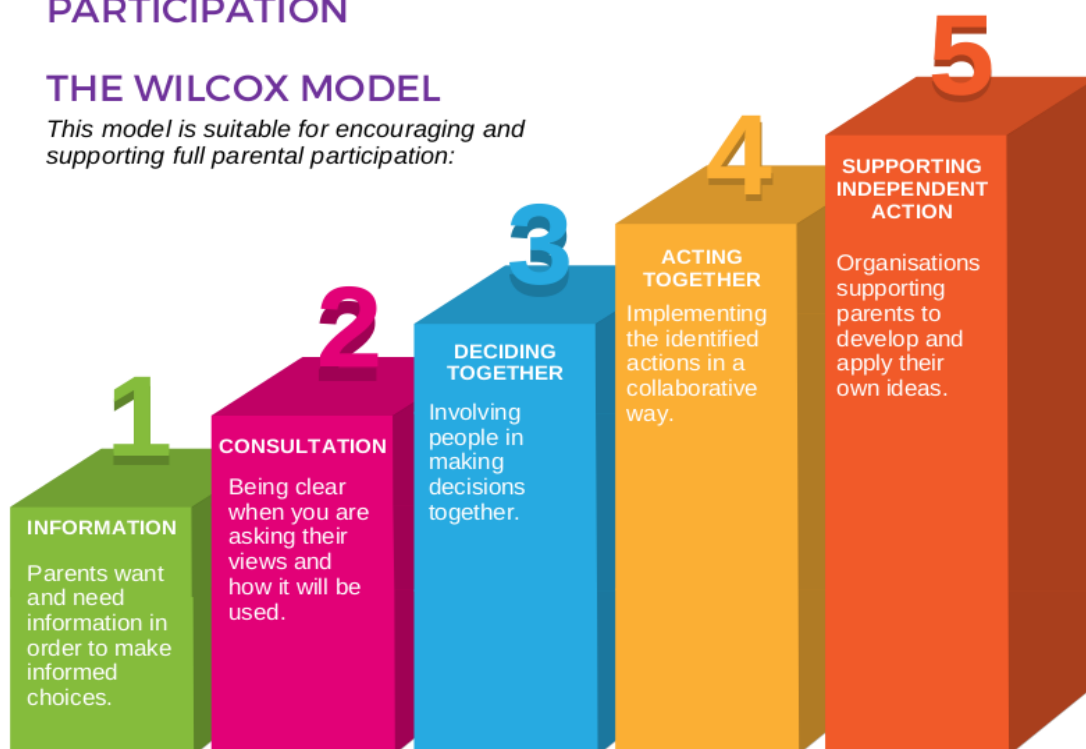 PARTICIPATION
THE WILCOX MODEL
This model is suitable for encouraging and
supporting full parental participation:
1
INFORMATION
Parents want
and need
information in
order to make
informed
choices.
2
CONSULTATION
Being clear
when you are
asking their
views and
how it will be
used.
3
DECIDING
TOGETHER
Involving
people in
making
decisions
together.
4
ACTING
TOGETHER
Implementing
the identified
actions in a
collaborative
way.
5
SUPPORTING
INDEPENDENT
ACTION
Organisations
supporting
parents to
develop and
apply their
own ideas.